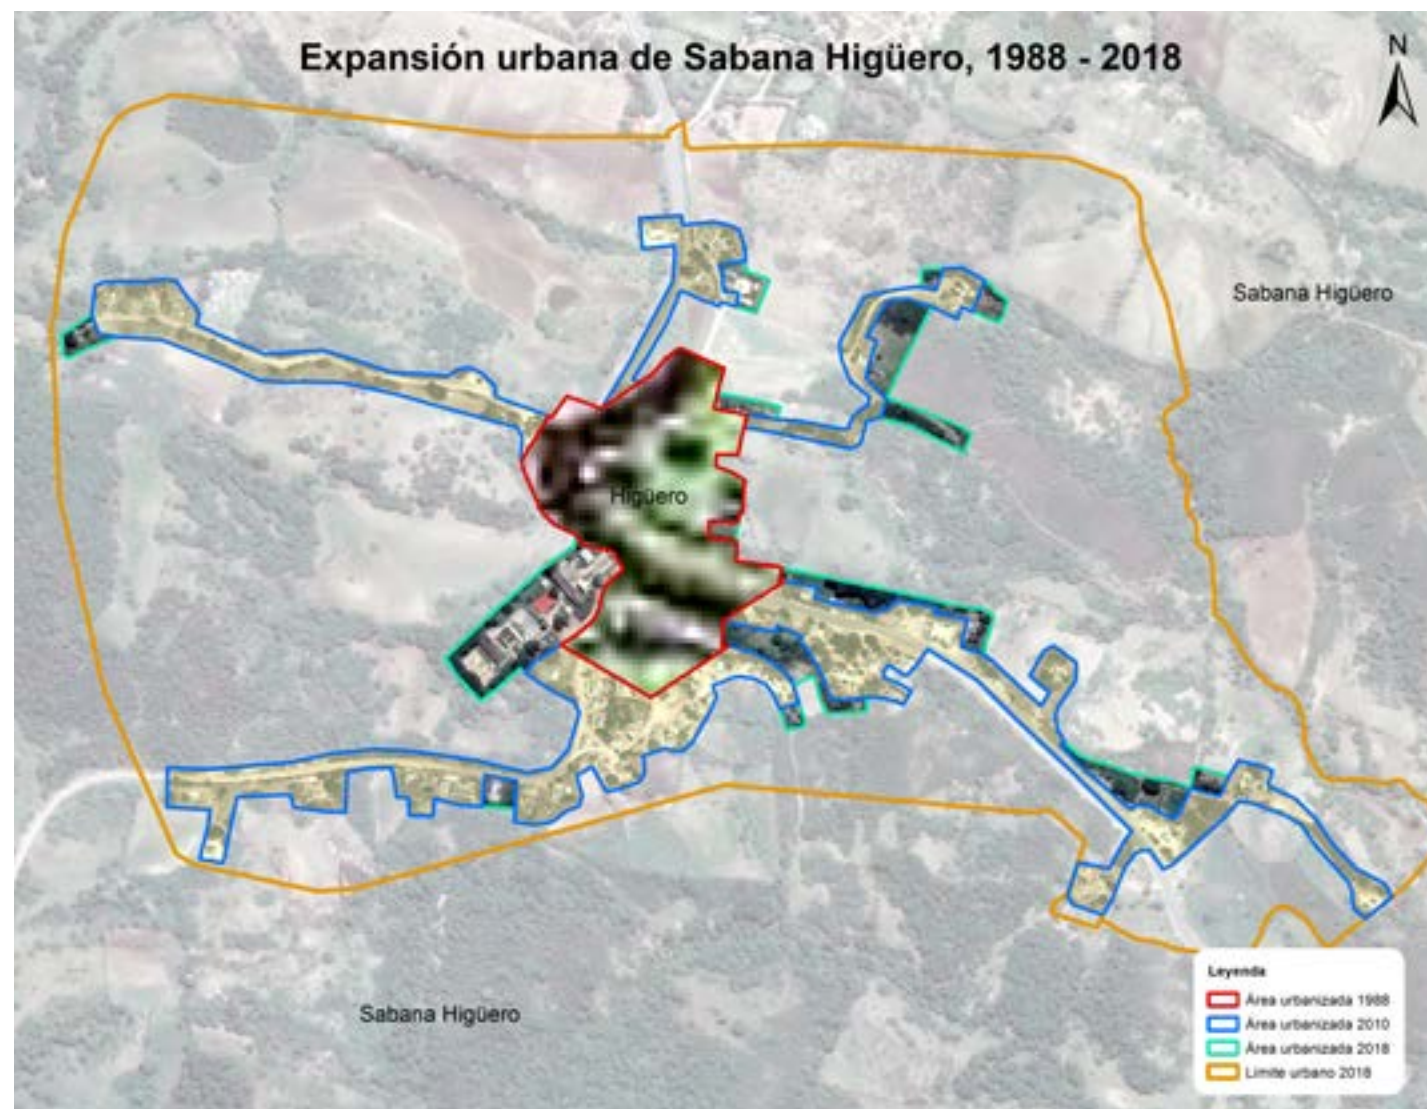 Expansión urbana de Sabana Higüero, 1988 - 2018
N
Sabana Higüero
Higüero
Sabana Higüero
Leyenda
Área urbanizada 1988
Área urbanizada 2010
Área urbanizada 2018
Límite urbano 2018